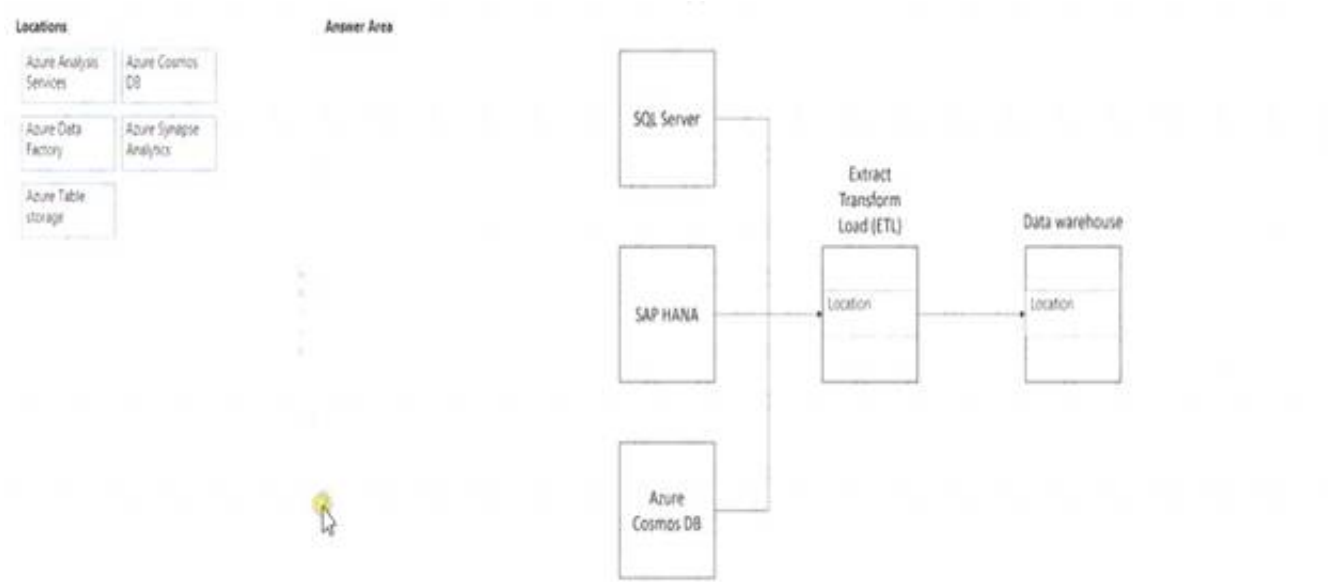 Locations
Answer Area
Azure Analysis
Services
Azure Cosmos
DB
Azure Data
Factory
Azure Synapse
Analytics
Azure Table
storage
SQL Server
SAP HANA
Azure
Cosmos DB
Extract
Transform
Load (ETL)
Location
Data warehouse
Location